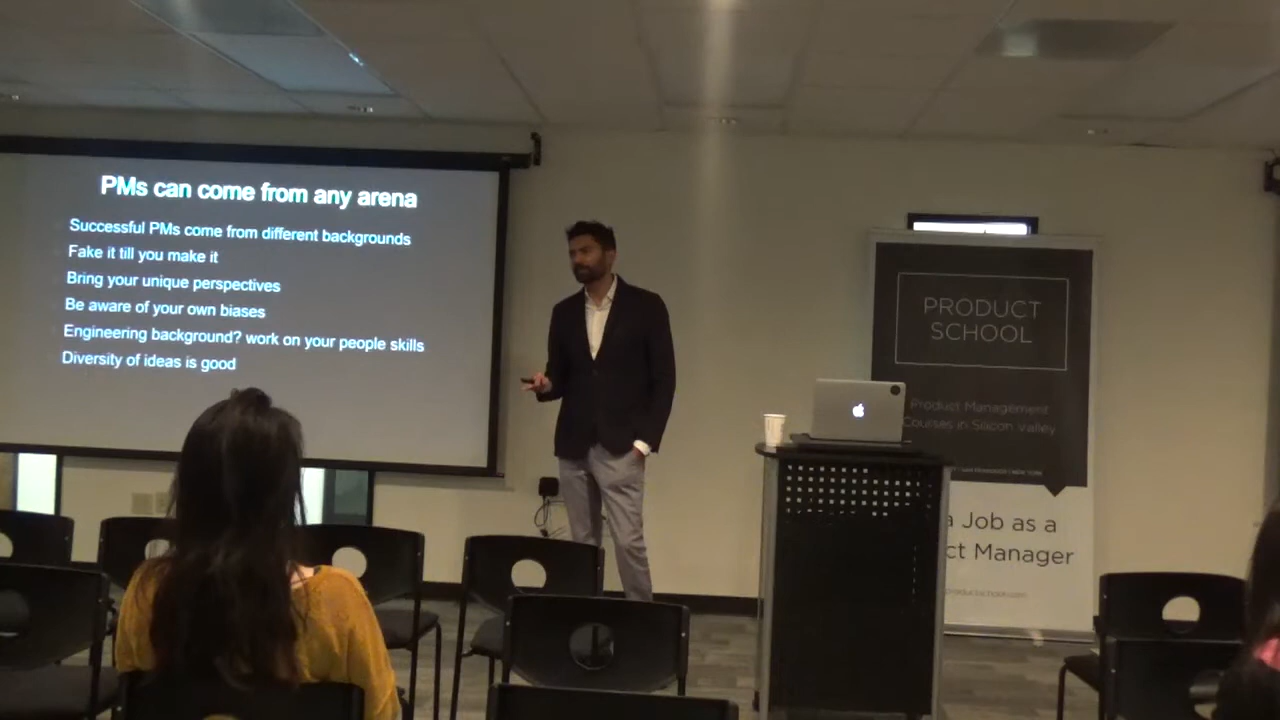 PMs can come from any arena
Successful PMs come from different backgrounds
Fake it till you make it
Bring your unique perspectives
Be aware of your own biases
Engineering background? work on your people skills
Diversity of ideas is good
PRODUCT
SCHOOL
Product Management
Courses in Silicon Valley
a Job as a
ct Manager